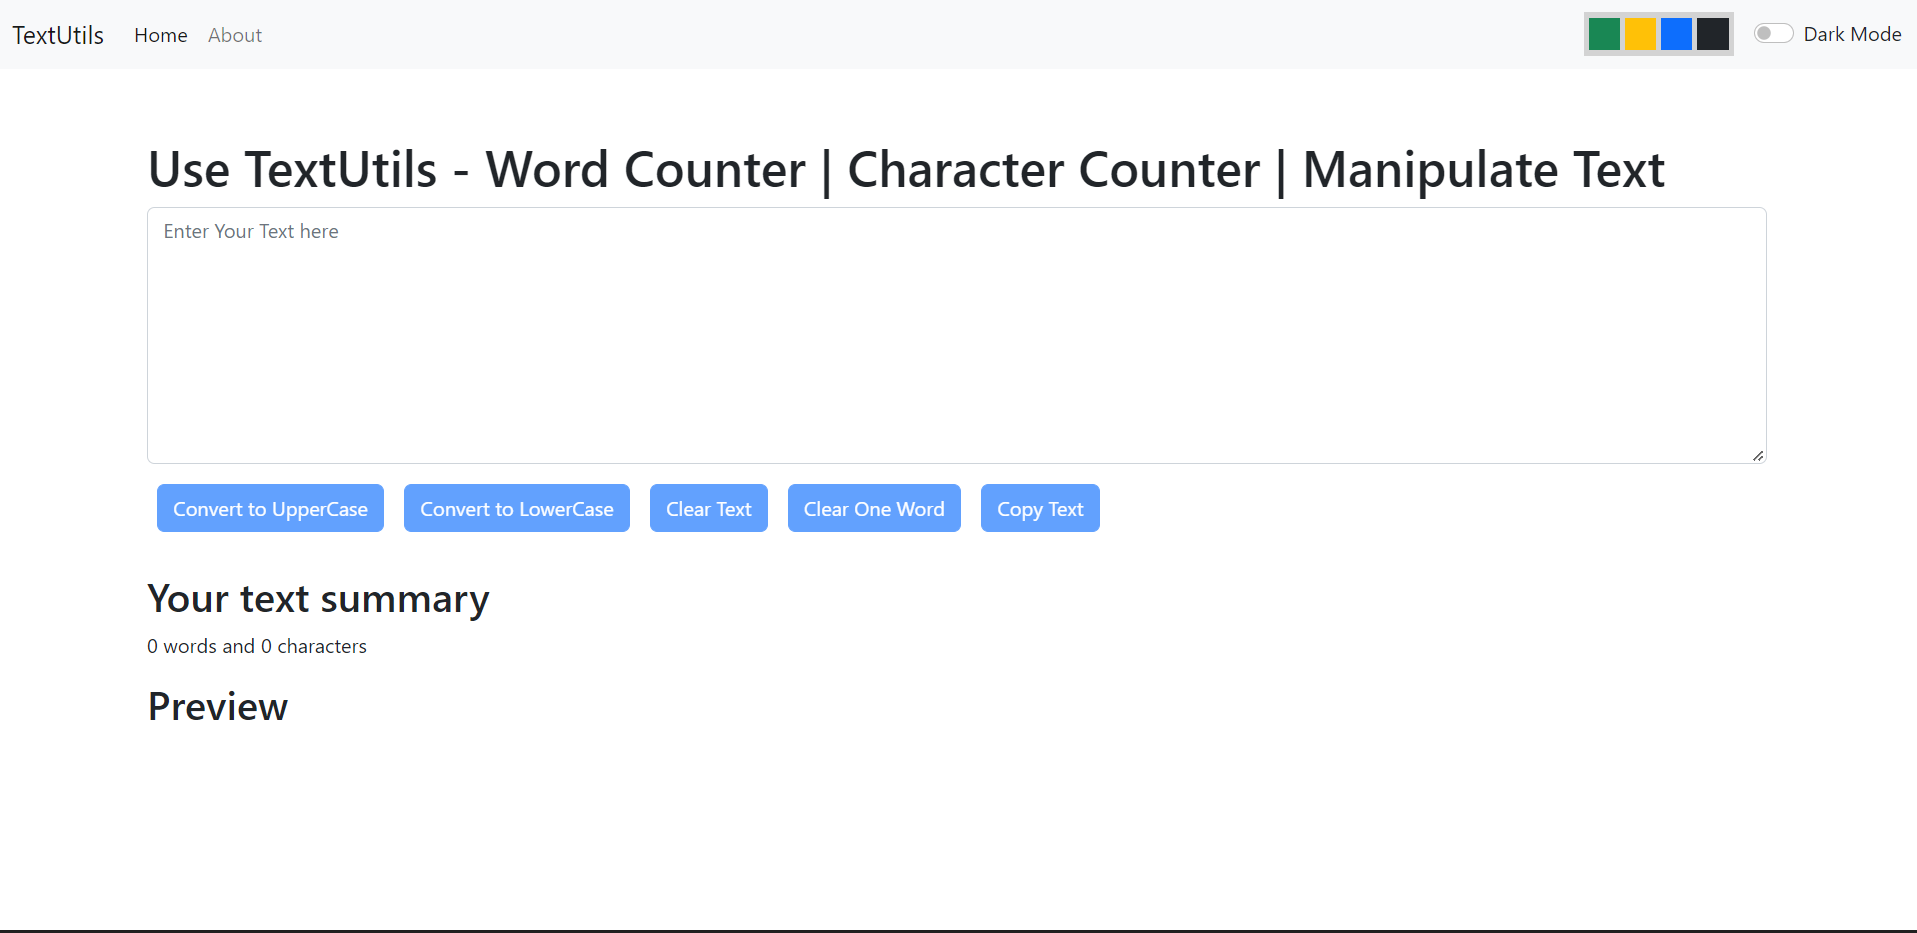 TextUtils Home About Dark Mode
Use TextUtils - Word Counter | Character Counter | Manipulate Text
Enter Your Text here
Convert to UpperCase Convert to LowerCase Clear Text Clear One Word Copy Text
Your text summary
0 words and 0 characters
Preview